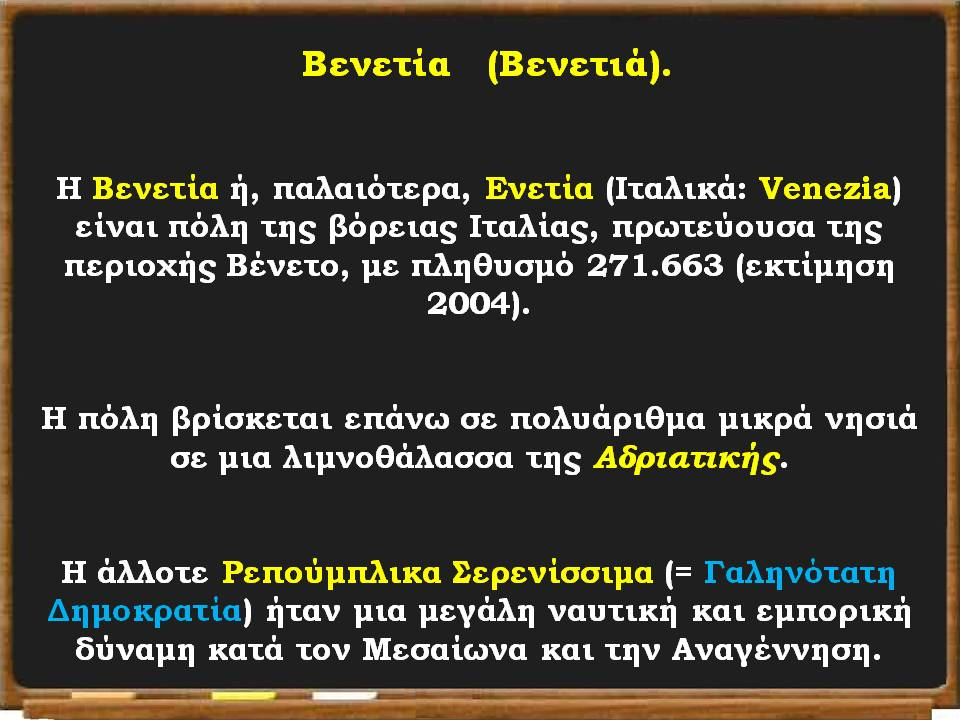 Βενετία (Βενετιά).
Η Βενετία ή, παλαιότερα, Ενετία (Ιταλικά: Venezia)
είναι πόλη της βόρειας Ιταλίας, πρωτεύουσα της
περιοχής Βένετο, με πληθυσμό 271.663 (εκτίμηση
2004).
Η πόλη βρίσκεται επάνω σε πολυάριθμα μικρά νησιά
σε μια λιμνοθάλασσα της Αδριατικής.
Η άλλοτε Ρεπούμπλικα Σερενίσσιμα (= Γαληνότατη
Δημοκρατία) ήταν μια μεγάλη ναυτική και εμπορική
δύναμη κατά τον Μεσαίωνα και την Αναγέννηση.